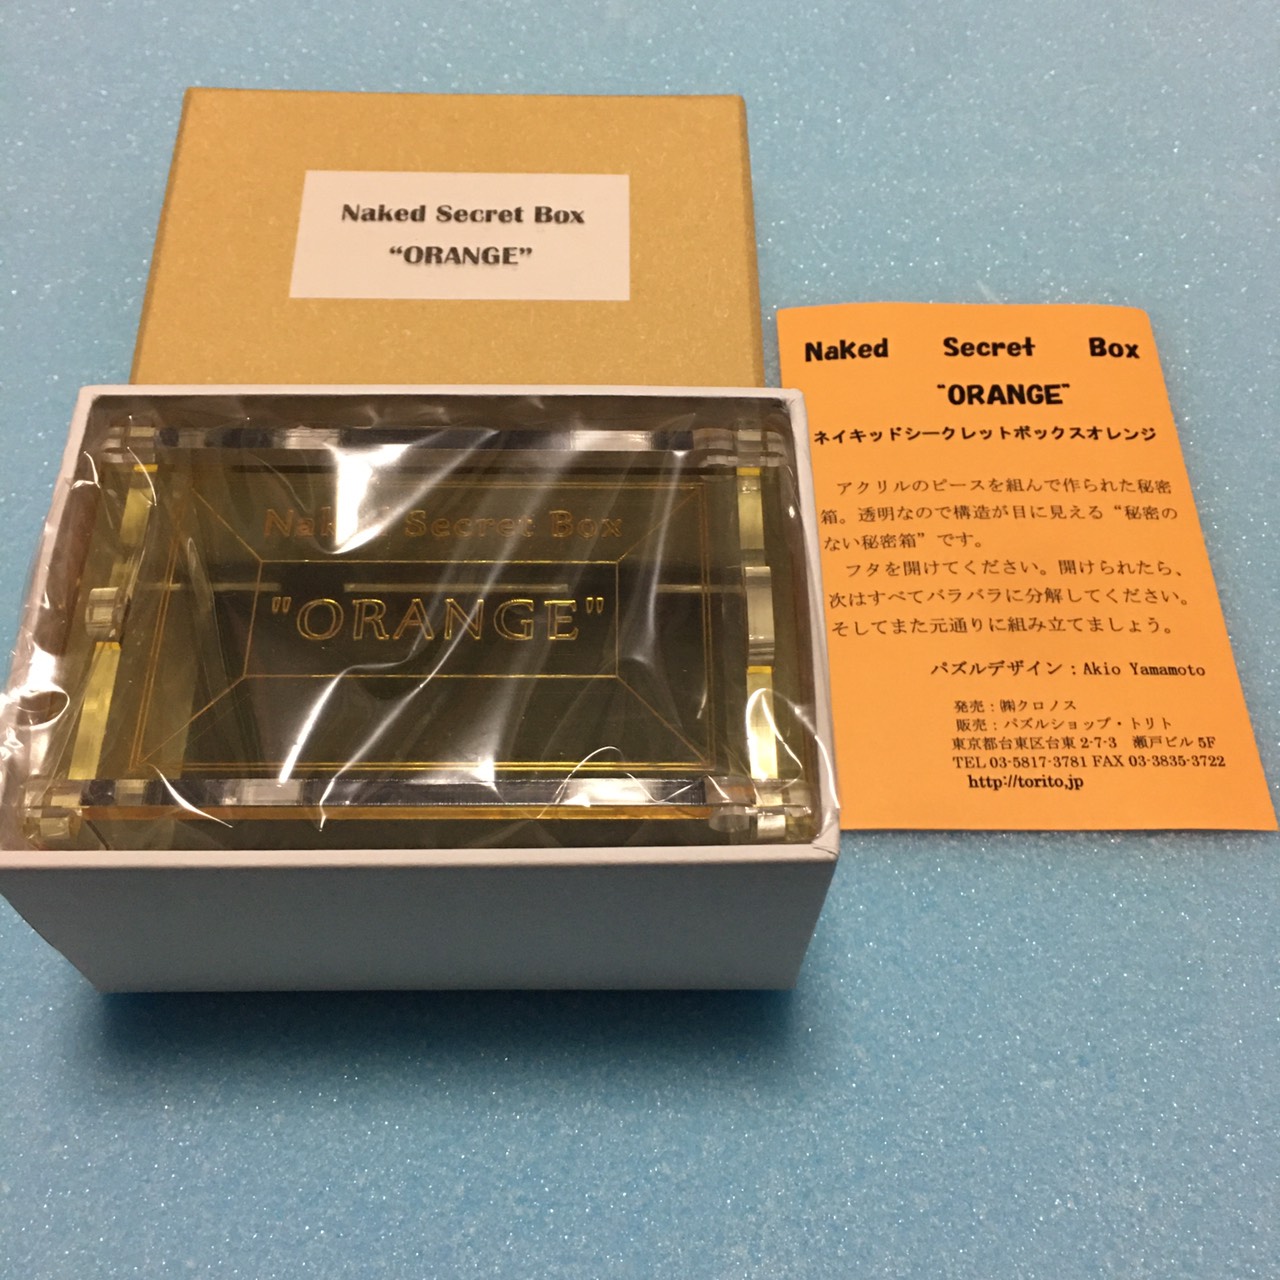 Naked Secret Box
“ORANGE”
Naked Secret Box
"ORANGE"
Naked Secret Box
"ORANGE"
ネイキッドシークレットボックスオレンジ
アクリルのピースを組んで作られた秘密
箱。透明なので構造が目に見える“秘密の
ない秘密箱”です。
フタを開けてください。開けられたら、
次はすべてバラバラに分解してください。
そしてまた元通りに組み立てましょう。
パズルデザイン：Akio Yamamoto
発売：㈱クロノス
販売：パズルショップ・トリト
東京都台東区台東 2-7-3 瀬戸ビル 5F
TEL 03-5817-3781 FAX 03-3835-3722
http://torito.jp